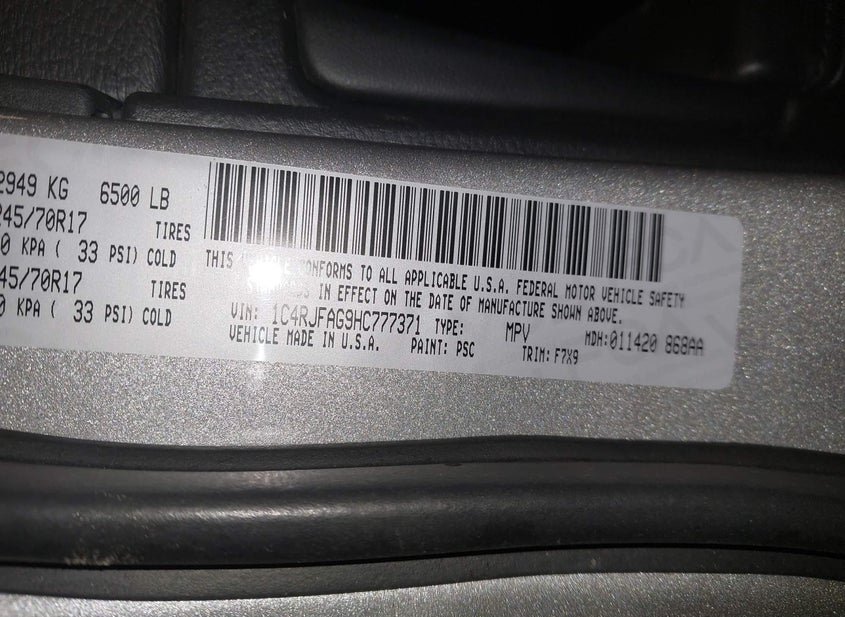 2949 KG 6500 LB
245/70R17 TIRES
0 KPA ( 33 PSI) COLD
45/70R17 TIRES
0 KPA ( 33 PSI) COLD
THIS CONFORMS TO ALL APPLICABLE U.S.A. FEDERAL MOTOR VEHICLE SAFETY
IN EFFECT ON THE DATE OF MANUFACTURE SHOWN ABOVE.
VIN: 1C4RJFAG9HC777371 TYPE: MPV MDH:011420 868AA
VEHICLE MADE IN U.S.A. PAINT: PSC TRIM: F7X9